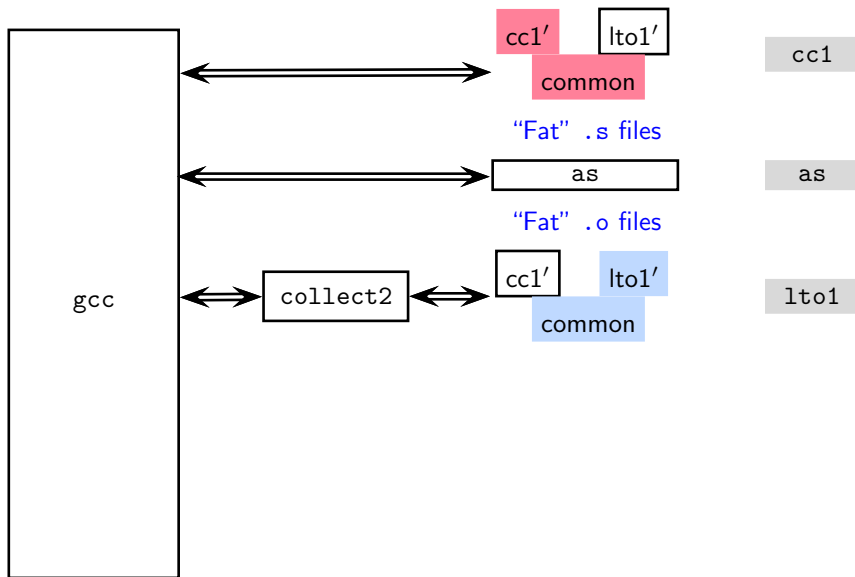 cc1′ lto1′
common
cc1
“Fat” .s files
as
as
“Fat” .o files
gcc
collect2
cc1′ lto1′
common
lto1